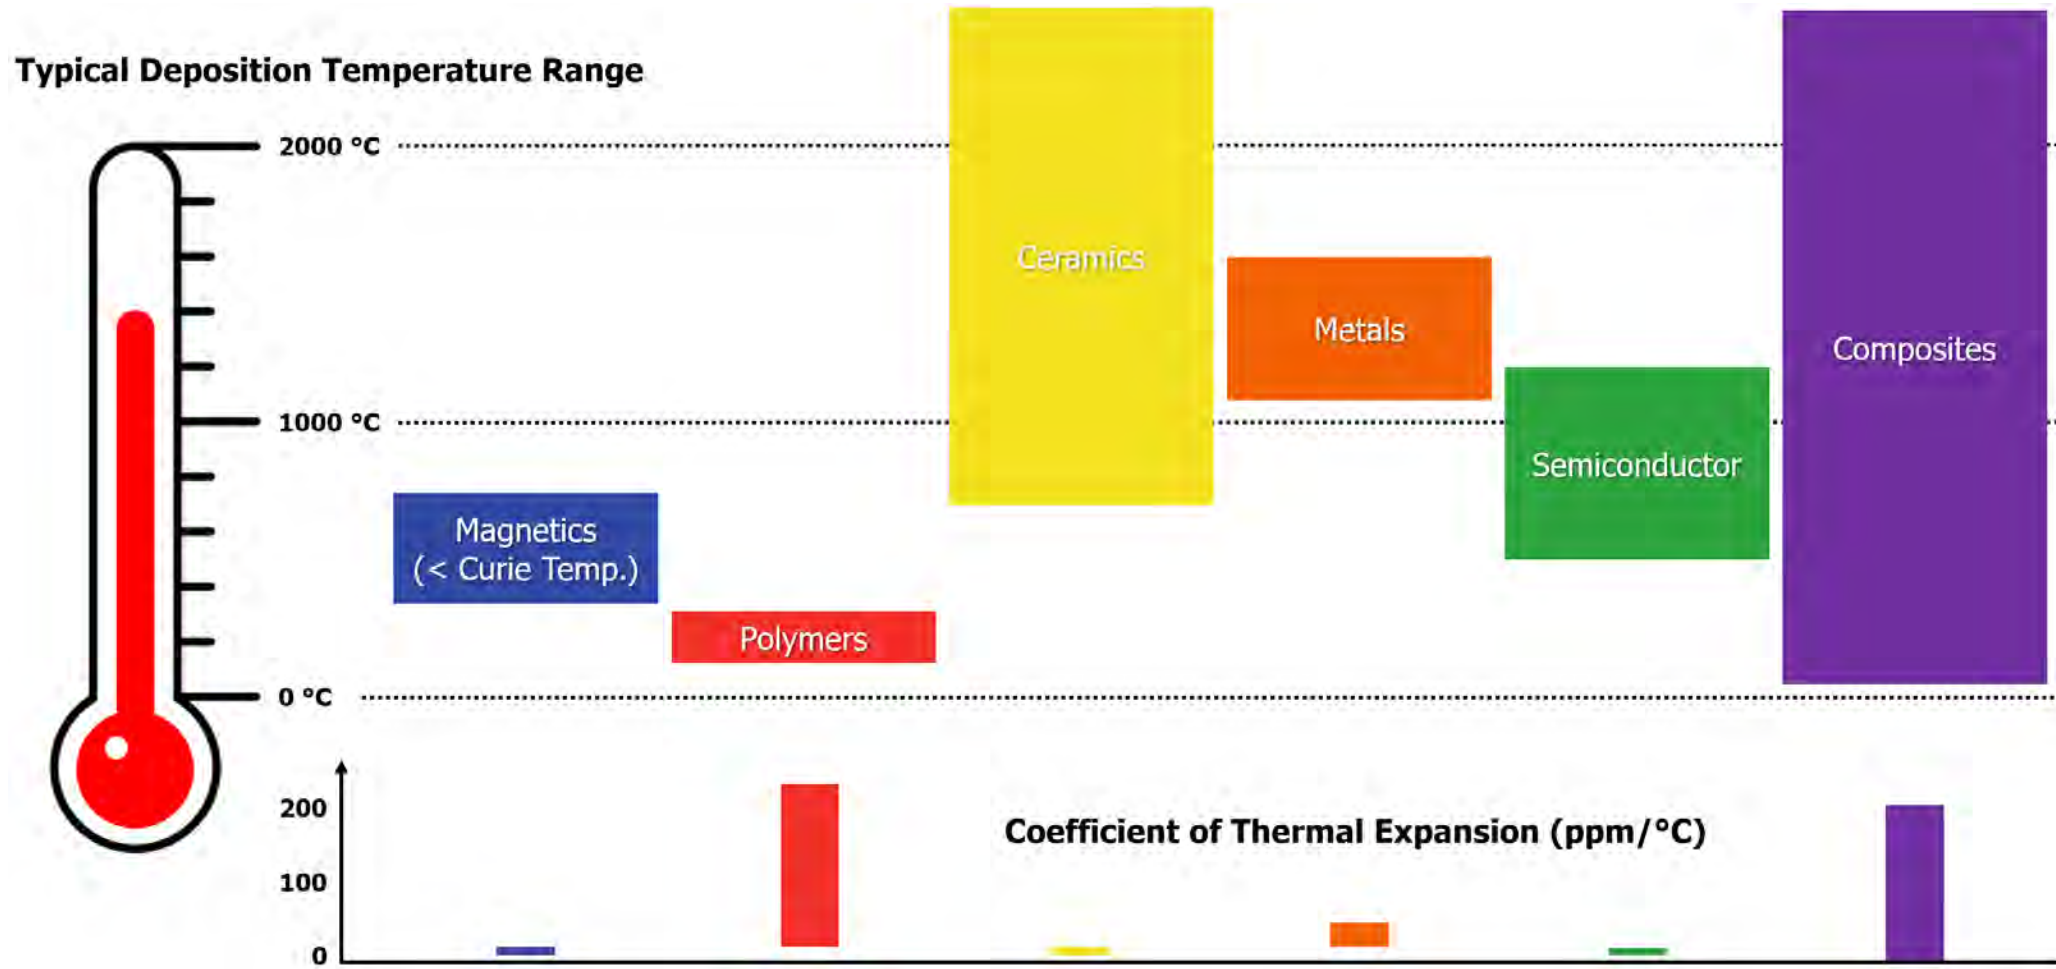 Typical Deposition Temperature Range
2000 °C
Ceramics
Metals
Composites
1000 °C
Semiconductor
Magnetics
(< Curie Temp.)
Polymers
0 °C
200
Coefficient of Thermal Expansion (ppm/°C)
100
0